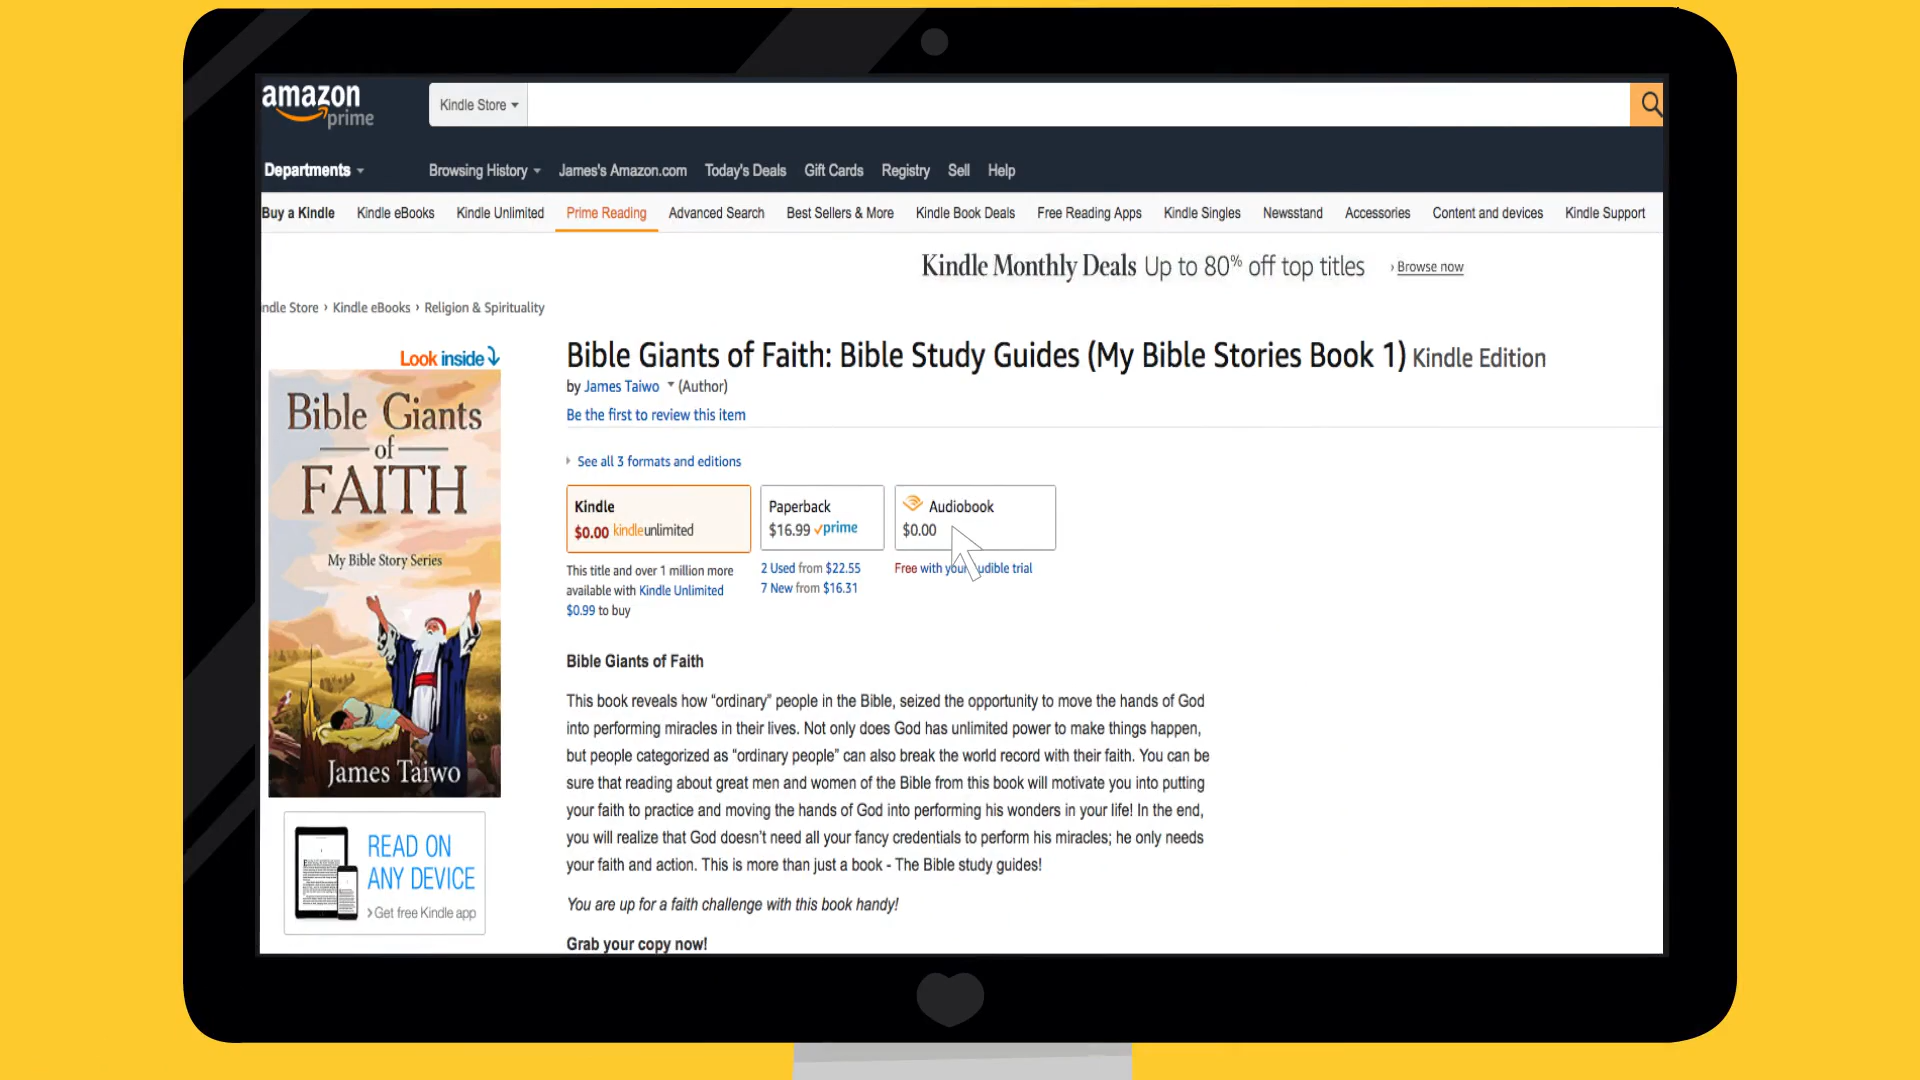 amazon
prime
Kindle Store
Departments
Browsing History James's Amazon.com Today's Deals Gift Cards Registry Sell Help
Buy a Kindle Kindle eBooks Kindle Unlimited Prime Reading Advanced Search Best Sellers & More Kindle Book Deals Free Reading Apps Kindle Singles Newsstand Accessories Content and devices Kindle Support
Kindle Monthly Deals Up to 80% off top titles › Browse now
ndle Store › Kindle eBooks › Religion & Spirituality
Look inside
Bible Giants
of
FAITH
My Bible Story Series
James Taiwo
READ ON
ANY DEVICE
› Get free Kindle app
Bible Giants of Faith: Bible Study Guides (My Bible Stories Book 1) Kindle Edition
by James Taiwo (Author)
Be the first to review this item
See all 3 formats and editions
Kindle
$0.00 kindleunlimited
This title and over 1 million more
available with Kindle Unlimited
$0.99 to buy
Paperback
$16.99 prime
2 Used from $22.55
7 New from $16.31
Audiobook
$0.00
Free with your udible trial
Bible Giants of Faith
This book reveals how “ordinary” people in the Bible, seized the opportunity to move the hands of God
into performing miracles in their lives. Not only does God has unlimited power to make things happen,
but people categorized as “ordinary people” can also break the world record with their faith. You can be
sure that reading about great men and women of the Bible from this book will motivate you into putting
your faith to practice and moving the hands of God into performing his wonders in your life! In the end,
you will realize that God doesn’t need all your fancy credentials to perform his miracles; he only needs
your faith and action. This is more than just a book - The Bible study guides!
You are up for a faith challenge with this book handy!
Grab your copy now!